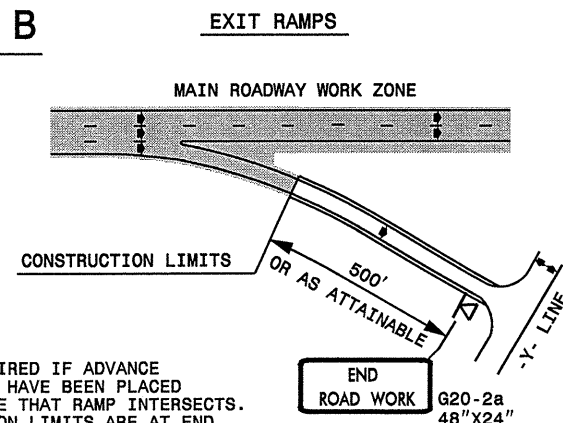 B
EXIT RAMPS
MAIN ROADWAY WORK ZONE
CONSTRUCTION LIMITS
500'
OR AS ATTAINABLE
-Y- LINE
END
ROAD WORK
G20-2a
48"X24"
IRED IF ADVANCE
HAVE BEEN PLACED
E THAT RAMP INTERSECTS.
ON LIMITS ARE AT END